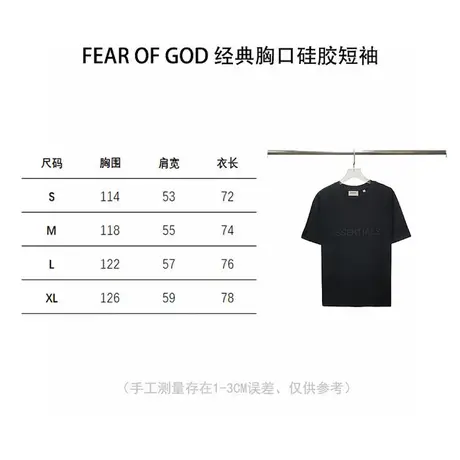 FEAR OF GOD 经典胸口硅胶短袖
尺码 胸围 肩宽 衣长
S 114 53 72
M 118 55 74
L 122 57 76
XL 126 59 78
ESSENTIALS
（手工测量存在1-3CM误差、仅供参考）